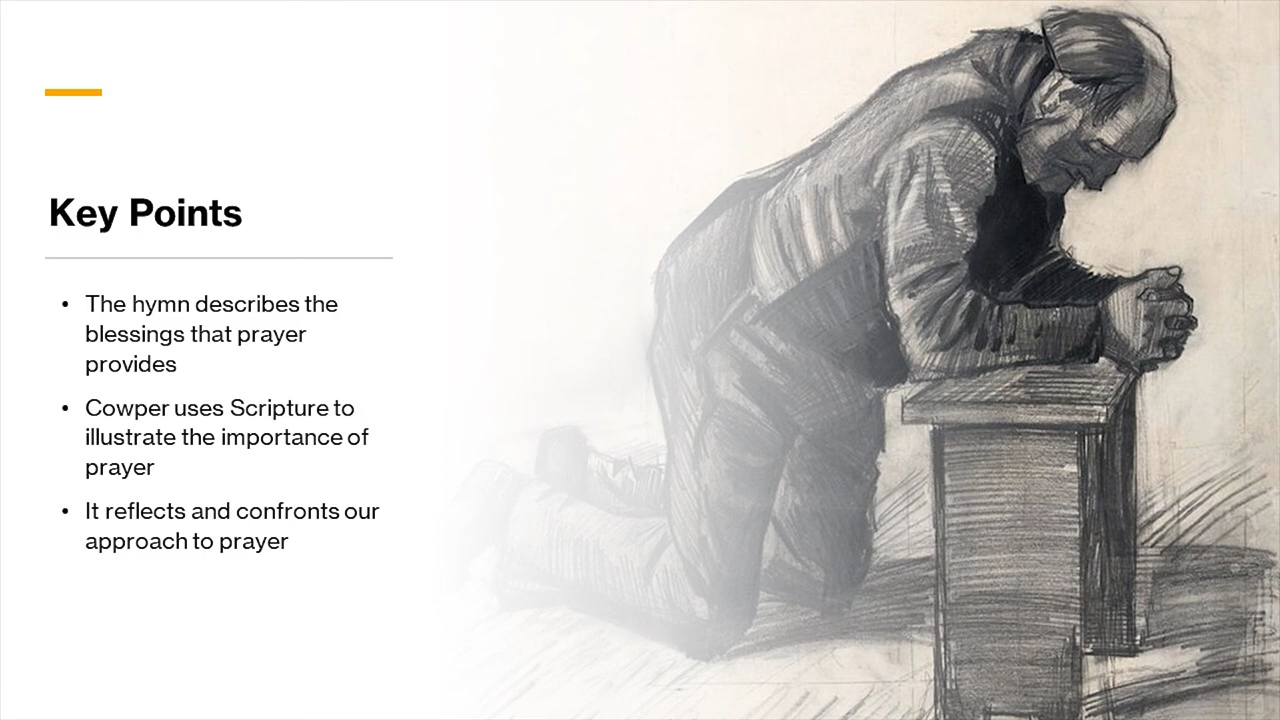 Key Points
• The hymn describes the
blessings that prayer
provides
• Cowper uses Scripture to
illustrate the importance of
prayer
• It reflects and confronts our
approach to prayer